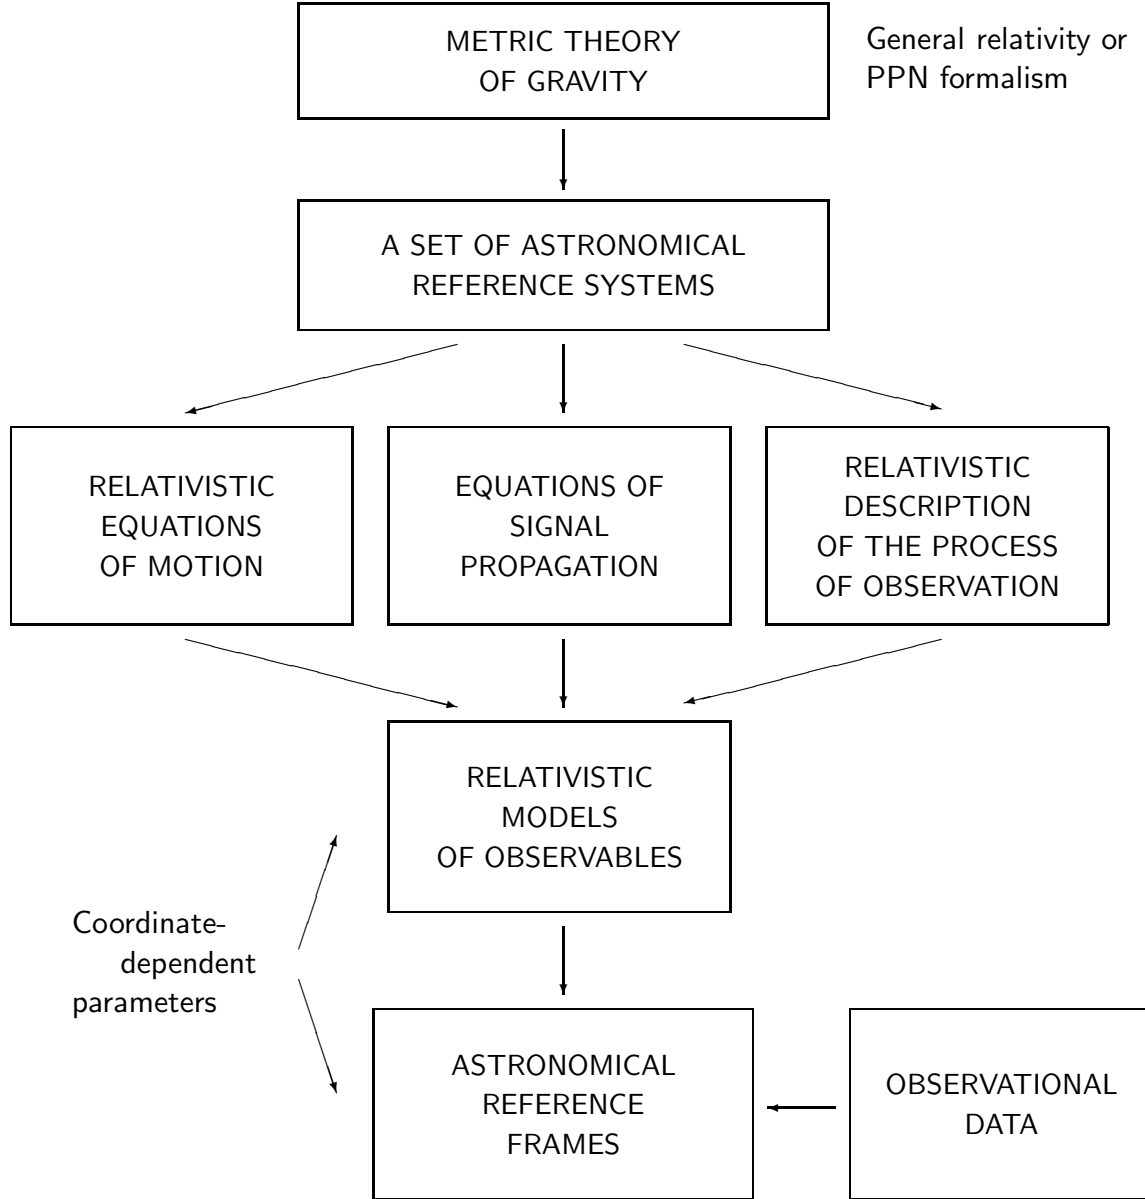 METRIC THEORY
OF GRAVITY
General relativity or
PPN formalism
A SET OF ASTRONOMICAL
REFERENCE SYSTEMS
RELATIVISTIC
EQUATIONS
OF MOTION
EQUATIONS OF
SIGNAL
PROPAGATION
RELATIVISTIC
DESCRIPTION
OF THE PROCESS
OF OBSERVATION
RELATIVISTIC
MODELS
OF OBSERVABLES
Coordinate-
dependent
parameters
ASTRONOMICAL
REFERENCE
FRAMES
OBSERVATIONAL
DATA